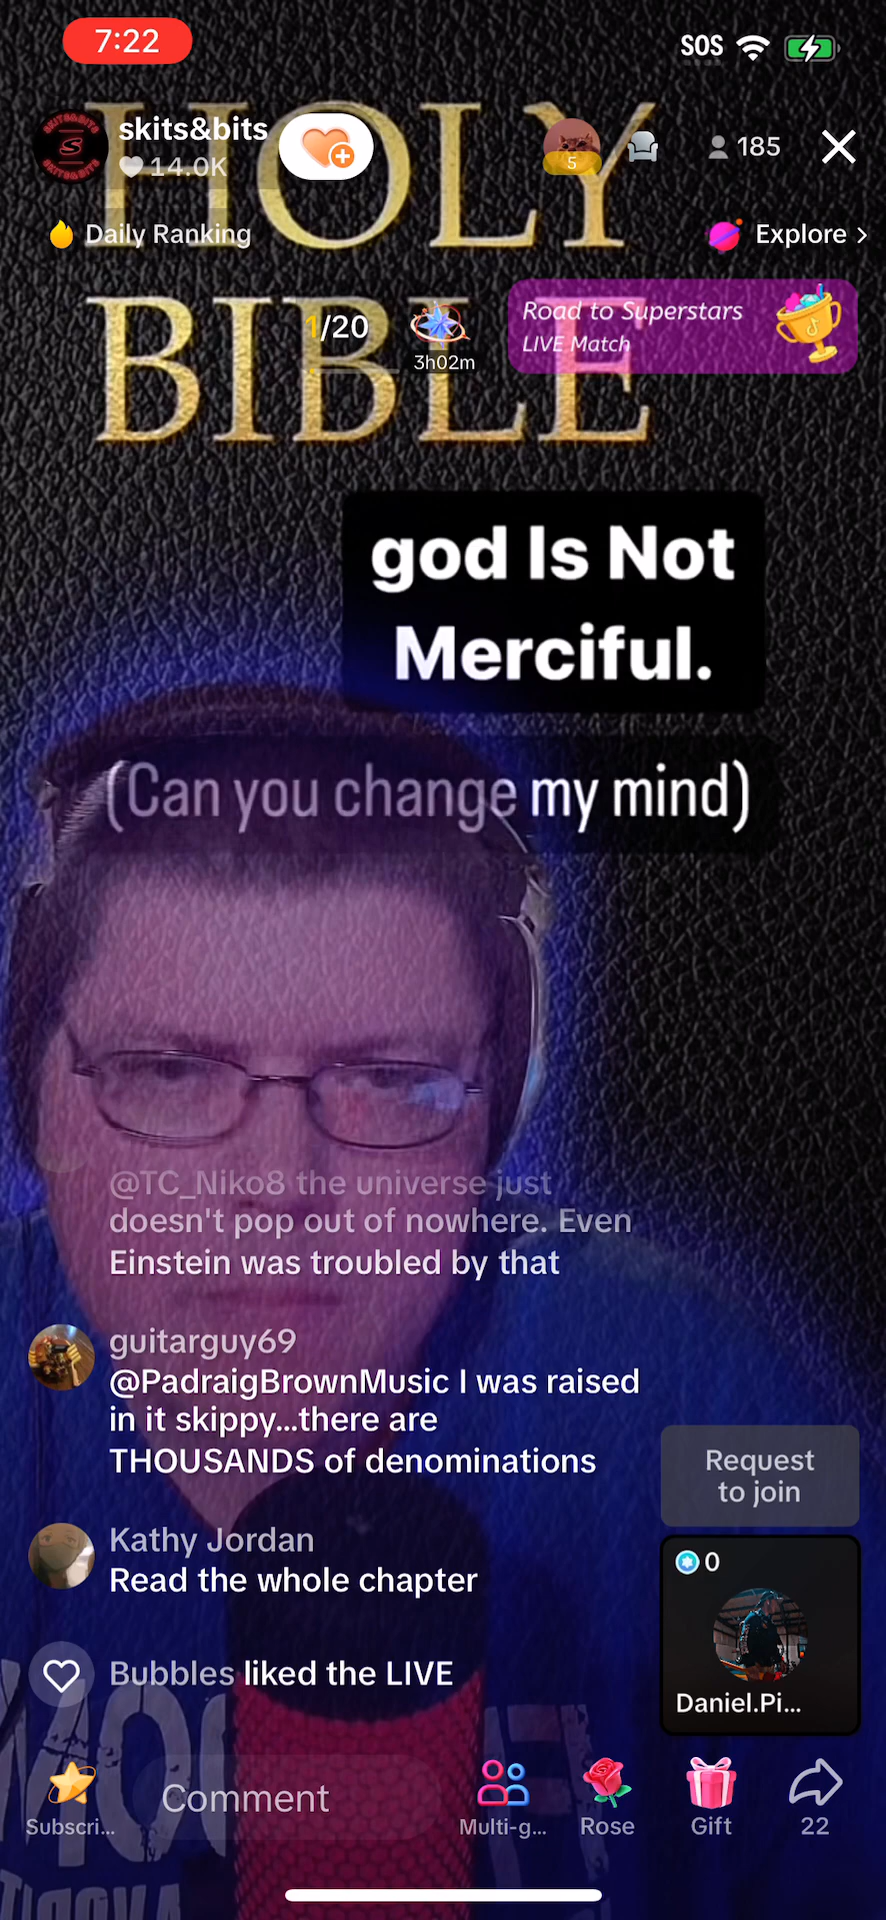 7:22
SOS
HOLY
BIBLE
SKITS&BITS
S
SKITS&BITS
skits&bits
14.0K
5
185
Daily Ranking
Explore >
1/20
3h02m
Road to Superstars
LIVE Match
god Is Not
Merciful.
(Can you change my mind)
@TC_Niko8 the universe just
doesn't pop out of nowhere. Even
Einstein was troubled by that
guitarguy69
@PadraigBrownMusic I was raised
in it skippy...there are
THOUSANDS of denominations
Request
to join
Kathy Jordan
Read the whole chapter
0
Daniel.Pi...
Bubbles liked the LIVE
Subscri...
Comment
Multi-g...
Rose
Gift
22